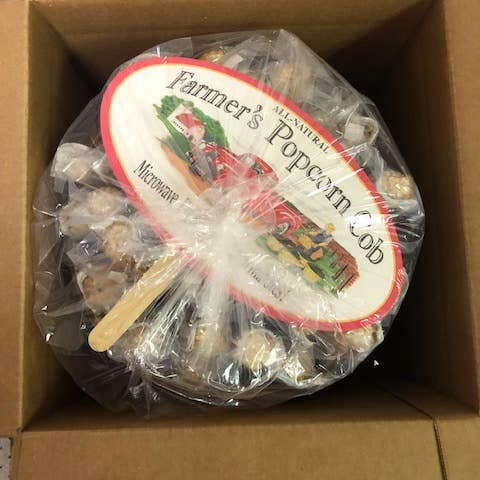 ALL-NATURAL
Farmer's Popcorn Cob
Microwave